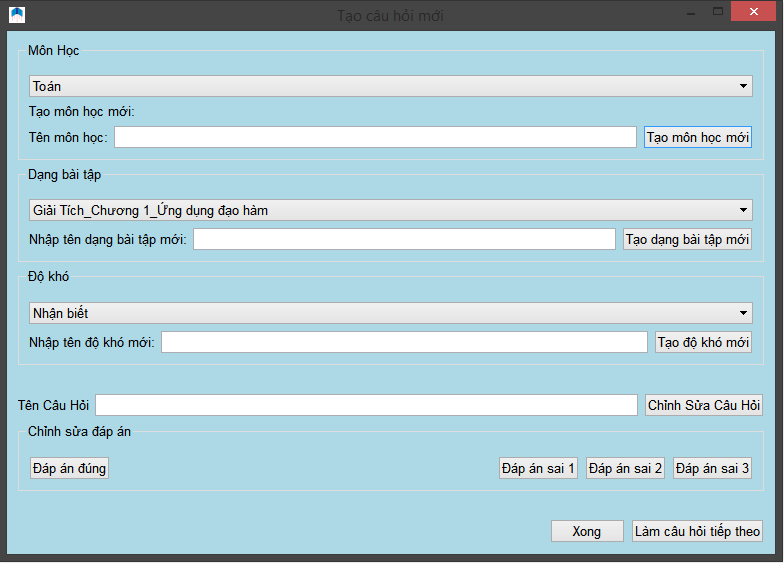 Tạo câu hỏi mới
Môn Học
Toán
Tạo môn học mới:
Tên môn học: Tạo môn học mới
Dạng bài tập
Giải Tích_Chương 1_Ứng dụng đạo hàm
Nhập tên dạng bài tập mới: Tạo dạng bài tập mới
Độ khó
Nhận biết
Nhập tên độ khó mới: Tạo độ khó mới
Tên Câu Hỏi Chỉnh Sửa Câu Hỏi
Chỉnh sửa đáp án
Đáp án đúng Đáp án sai 1 Đáp án sai 2 Đáp án sai 3
Xong Làm câu hỏi tiếp theo